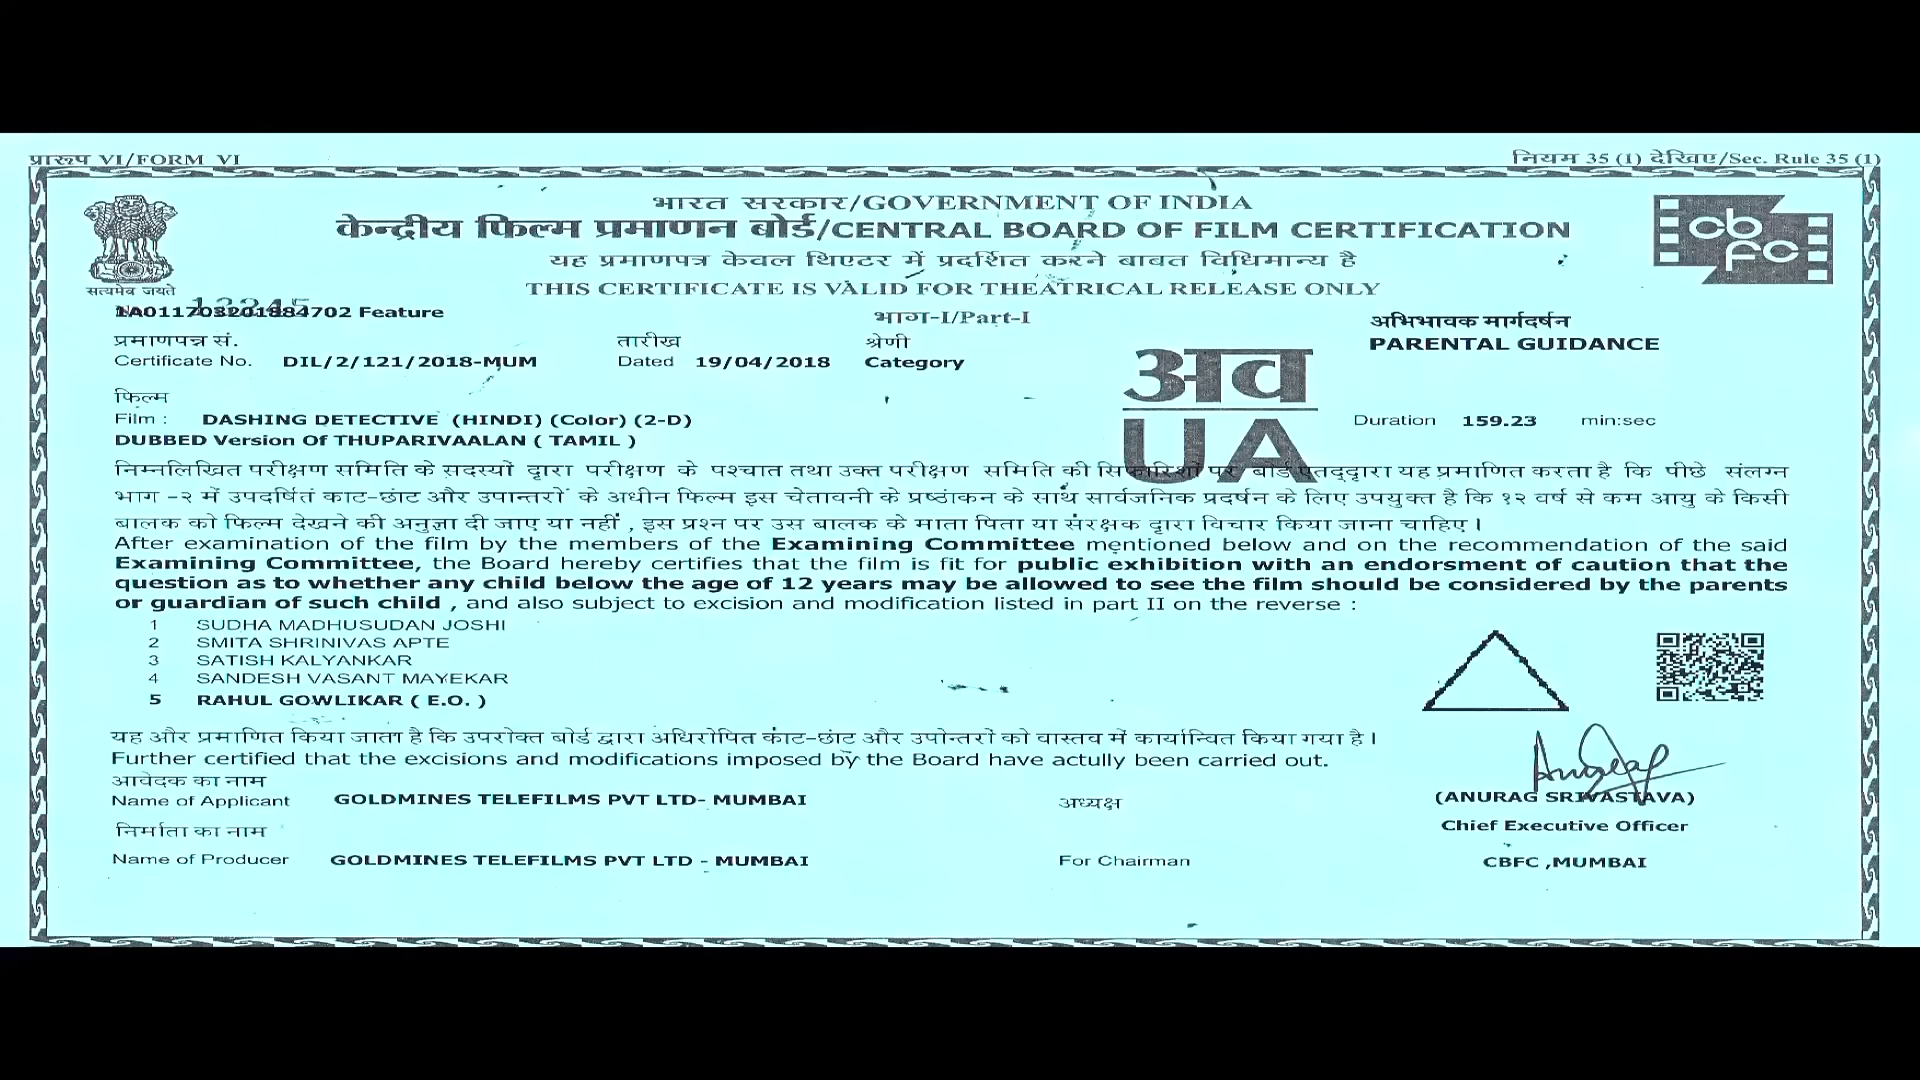 प्रारूप VI/FORM VI
नियम 35 (1) देखिए/Sec. Rule 35 (1)
भारत सरकार/GOVERNMENT OF INDIA
केन्द्रीय फिल्म प्रमाणन बोर्ड/CENTRAL BOARD OF FILM CERTIFICATION
cb
fc
यह प्रमाणपत्र केवल थिएटर में प्रदर्शित करने बाबत विधिमान्य है
THIS CERTIFICATE IS VALID FOR THEATRICAL RELEASE ONLY
सत्यमेव जयते
Feature
भाग-I/Part-I
अभिभावक मार्गदर्षन
PARENTAL GUIDANCE
प्रमाणपत्र सं. तारीख श्रेणी
Certificate No. DIL/2/121/2018-MUM Dated 19/04/2018 Category
अव
UA
फिल्म
Film : DASHING DETECTIVE (HINDI) (Color) (2-D)
Duration 159.23 min:sec
DUBBED Version Of THUPARIVAALAN ( TAMIL )
निम्नलिखित परीक्षण समिति के सदस्यों द्वारा परीक्षण के पश्चात तथा उक्त परीक्षण समिति की सिफारिशों पर बोर्ड एतद्द्वारा यह प्रमाणित करता है कि पीछे संलग्न
भाग -२ में उपदर्षित काट-छांट और उपान्तरों के अधीन फिल्म इस चेतावनी के प्रष्ठांकन के साथ सार्वजनिक प्रदर्षन के लिए उपयुक्त है कि १२ वर्ष से कम आयु के किसी
बालक को फिल्म देखने की अनुज्ञा दी जाए या नहीं , इस प्रश्न पर उस बालक के माता पिता या संरक्षक द्वारा विचार किया जाना चाहिए ।
After examination of the film by the members of the Examining Committee mentioned below and on the recommendation of the said
Examining Committee, the Board hereby certifies that the film is fit for public exhibition with an endorsment of caution that the
question as to whether any child below the age of 12 years may be allowed to see the film should be considered by the parents
or guardian of such child , and also subject to excision and modification listed in part II on the reverse :
1 SUDHA MADHUSUDAN JOSHI
2 SMITA SHRINIVAS APTE
3 SATISH KALYANKAR
4 SANDESH VASANT MAYEKAR
5 RAHUL GOWLIKAR ( E.O. )
यह और प्रमाणित किया जाता है कि उपरोक्त बोर्ड द्वारा अधिरोपित काट-छांट और उपोन्तरों को वास्तव में कार्यान्वित किया गया है ।
Further certified that the excisions and modifications imposed by the Board have actully been carried out.
आवेदक का नाम
Name of Applicant GOLDMINES TELEFILMS PVT LTD- MUMBAI
अध्यक्ष
(ANURAG SRIVASTAVA)
Chief Executive Officer
निर्माता का नाम
Name of Producer GOLDMINES TELEFILMS PVT LTD - MUMBAI
For Chairman
CBFC ,MUMBAI